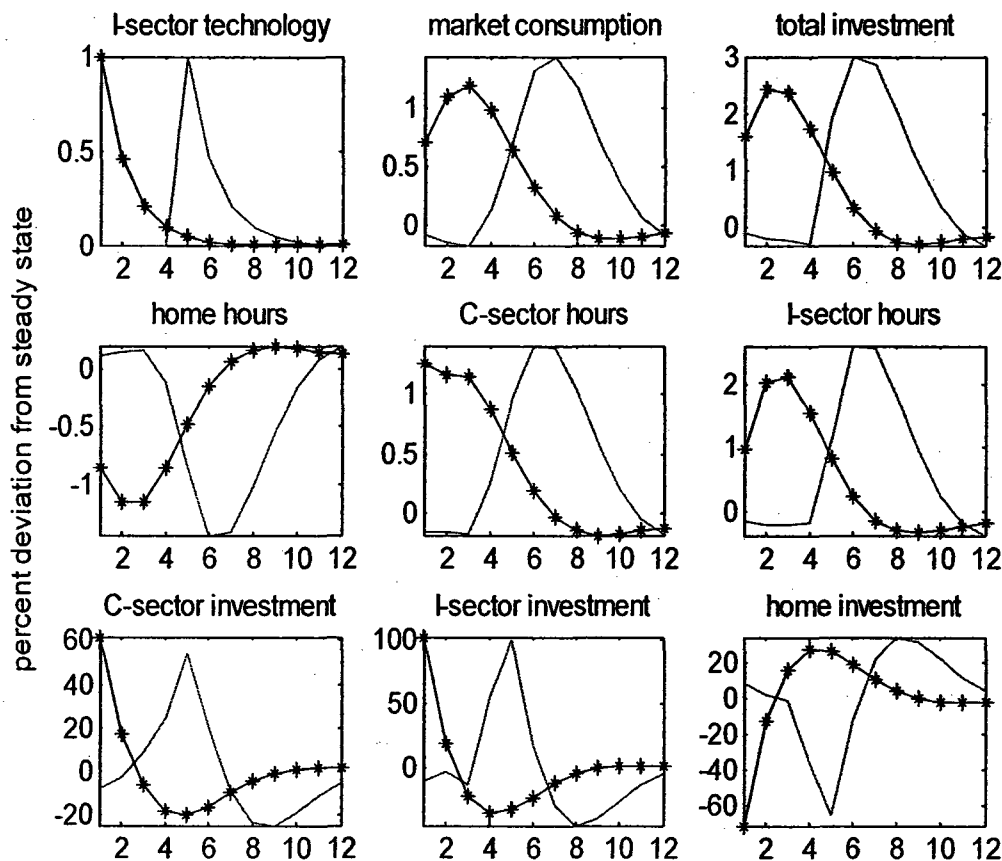 I-sector technology
market consumption
total investment
1
0.5
0
2 4 6 8 10 12
1
0.5
0
2 4 6 8 10 12
3
2
1
0
2 4 6 8 10 12
percent deviation from steady state
home hours
C-sector hours
I-sector hours
0
-0.5
-1
2 4 6 8 10 12
1
0.5
0
2 4 6 8 10 12
2
1
0
2 4 6 8 10 12
C-sector investment
I-sector investment
home investment
60
40
20
0
-20
2 4 6 8 10 12
100
50
0
2 4 6 8 10 12
20
0
-20
-40
-60
2 4 6 8 10 12